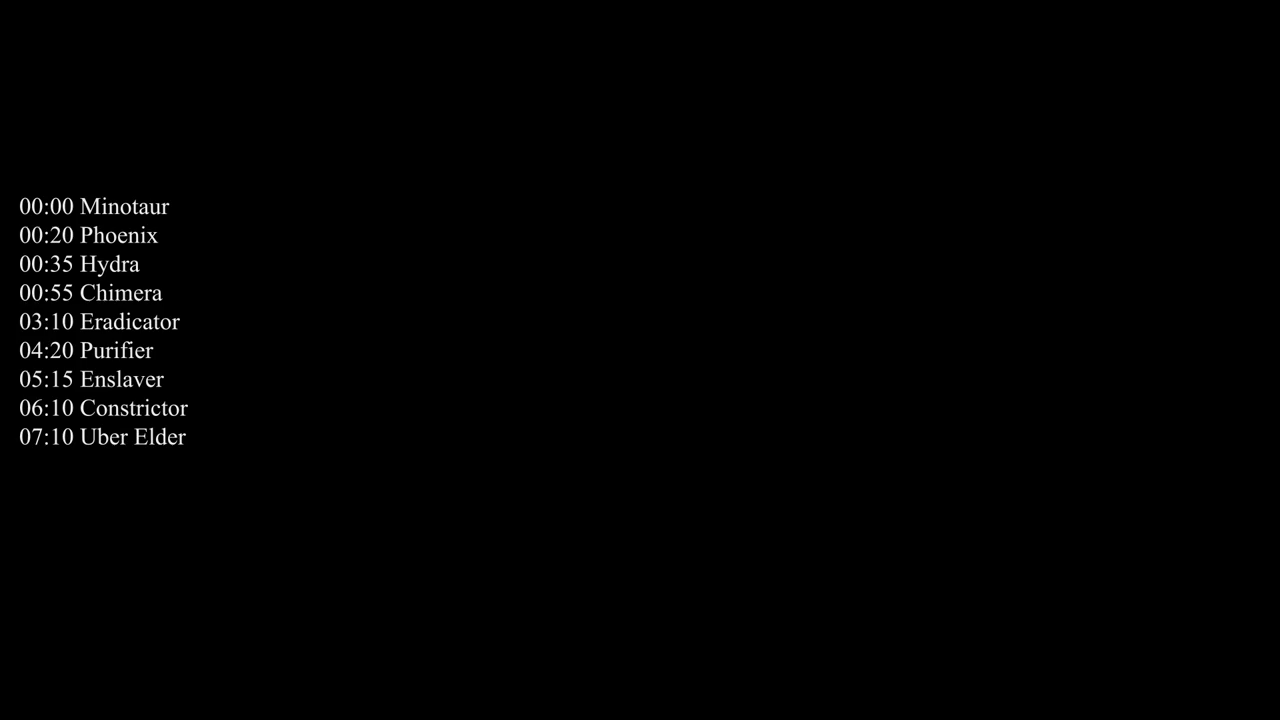 00:00 Minotaur
00:20 Phoenix
00:35 Hydra
00:55 Chimera
03:10 Eradicator
04:20 Purifier
05:15 Enslaver
06:10 Constrictor
07:10 Uber Elder